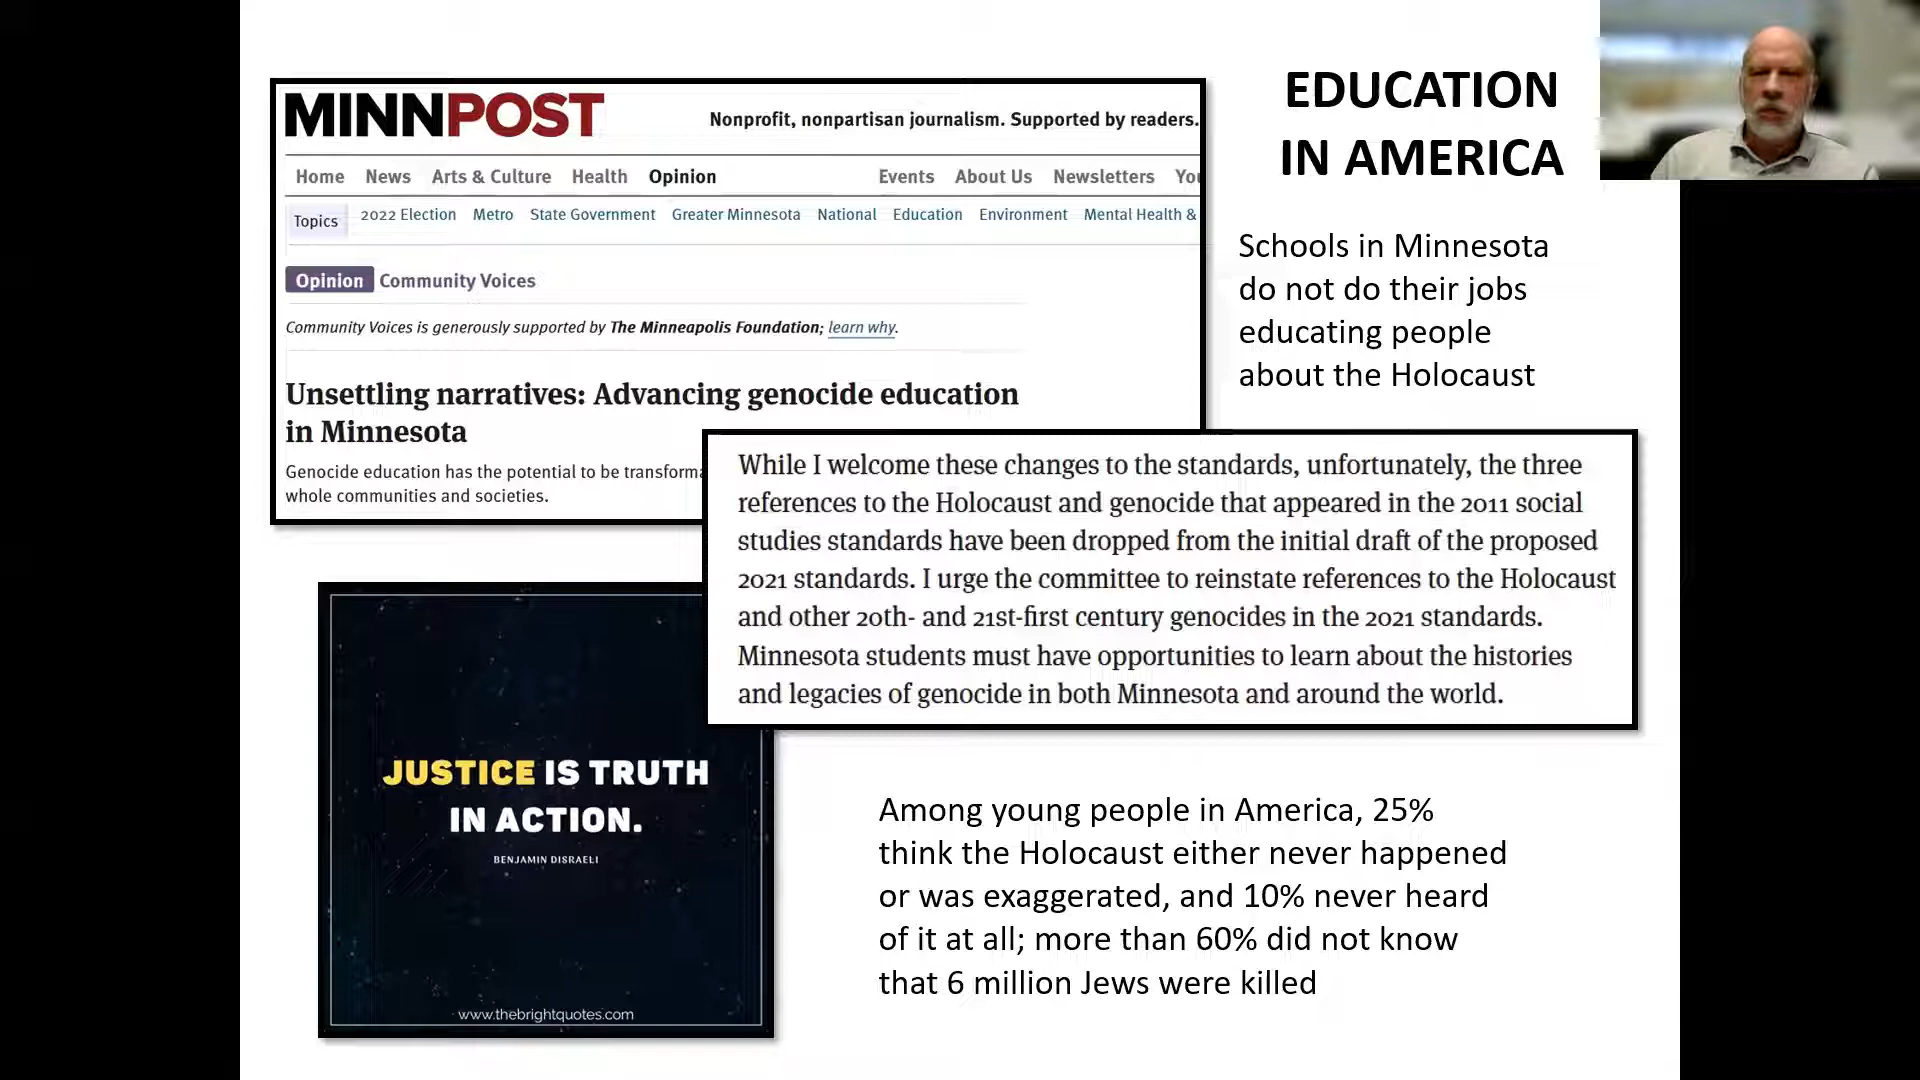 MINNPOST
Nonprofit, nonpartisan journalism. Supported by readers.
Home News Arts & Culture Health Opinion Events About Us Newsletters You
Topics 2022 Election Metro State Government Greater Minnesota National Education Environment Mental Health &
Opinion Community Voices
Community Voices is generously supported by The Minneapolis Foundation; learn why.
Unsettling narratives: Advancing genocide education
in Minnesota
Genocide education has the potential to be transforma
whole communities and societies.
EDUCATION
IN AMERICA
Schools in Minnesota
do not do their jobs
educating people
about the Holocaust
While I welcome these changes to the standards, unfortunately, the three
references to the Holocaust and genocide that appeared in the 2011 social
studies standards have been dropped from the initial draft of the proposed
2021 standards. I urge the committee to reinstate references to the Holocaust
and other 20th- and 21st-first century genocides in the 2021 standards.
Minnesota students must have opportunities to learn about the histories
and legacies of genocide in both Minnesota and around the world.
JUSTICE IS TRUTH
IN ACTION.
BENJAMIN DISRAELI
www.thebrightquotes.com
Among young people in America, 25%
think the Holocaust either never happened
or was exaggerated, and 10% never heard
of it at all; more than 60% did not know
that 6 million Jews were killed